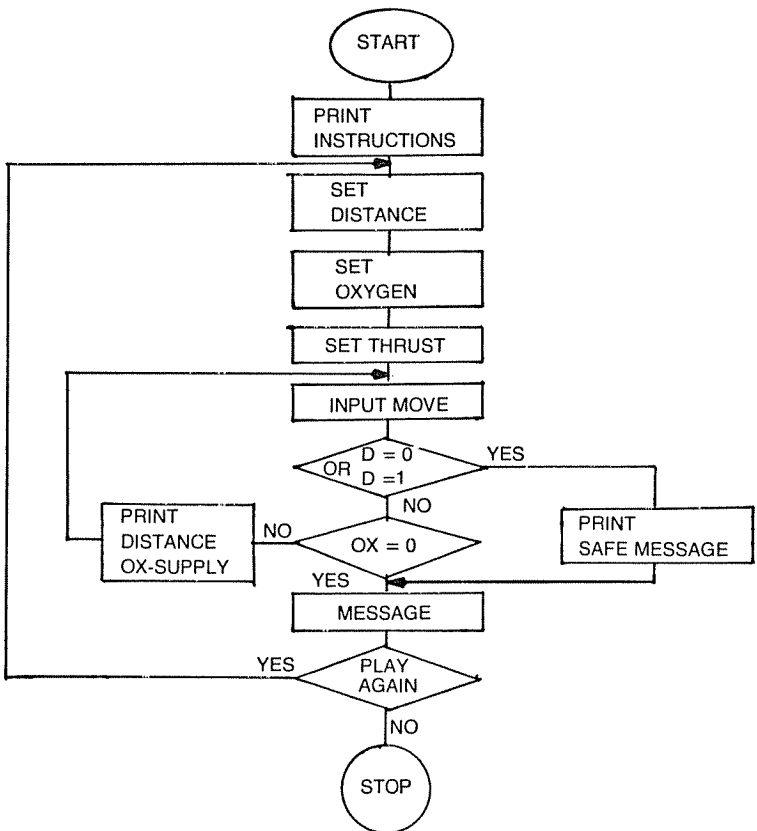 START
PRINT
INSTRUCTIONS
SET
DISTANCE
SET
OXYGEN
SET THRUST
INPUT MOVE
OR D = 0
D =1
YES
NO
PRINT
DISTANCE
OX-SUPPLY
NO
OX = 0
PRINT
SAFE MESSAGE
YES
MESSAGE
YES
PLAY
AGAIN
NO
STOP